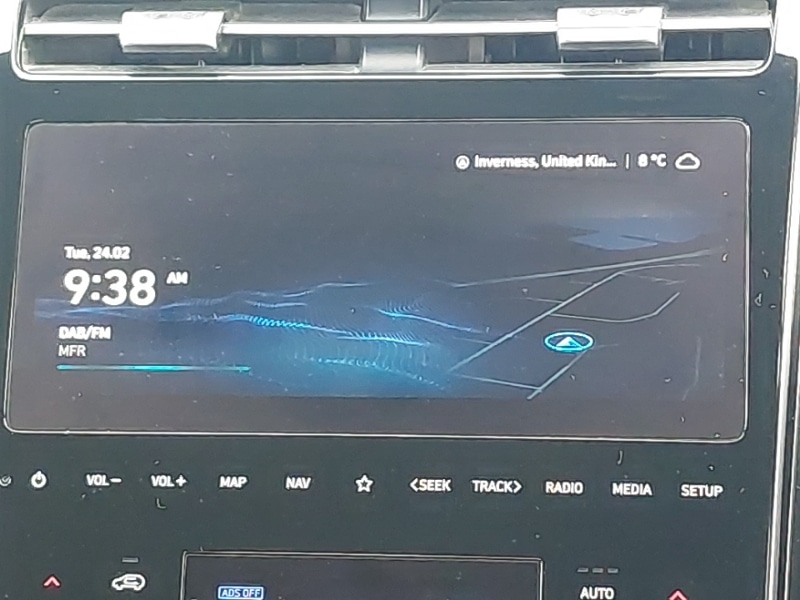 Inverness, United Kin... | 8 °C
Tue, 24.02
9:38 AM
DAB/FM
MFR
VOL− VOL+ MAP NAV <SEEK TRACK> RADIO MEDIA SETUP
ADS OFF
AUTO